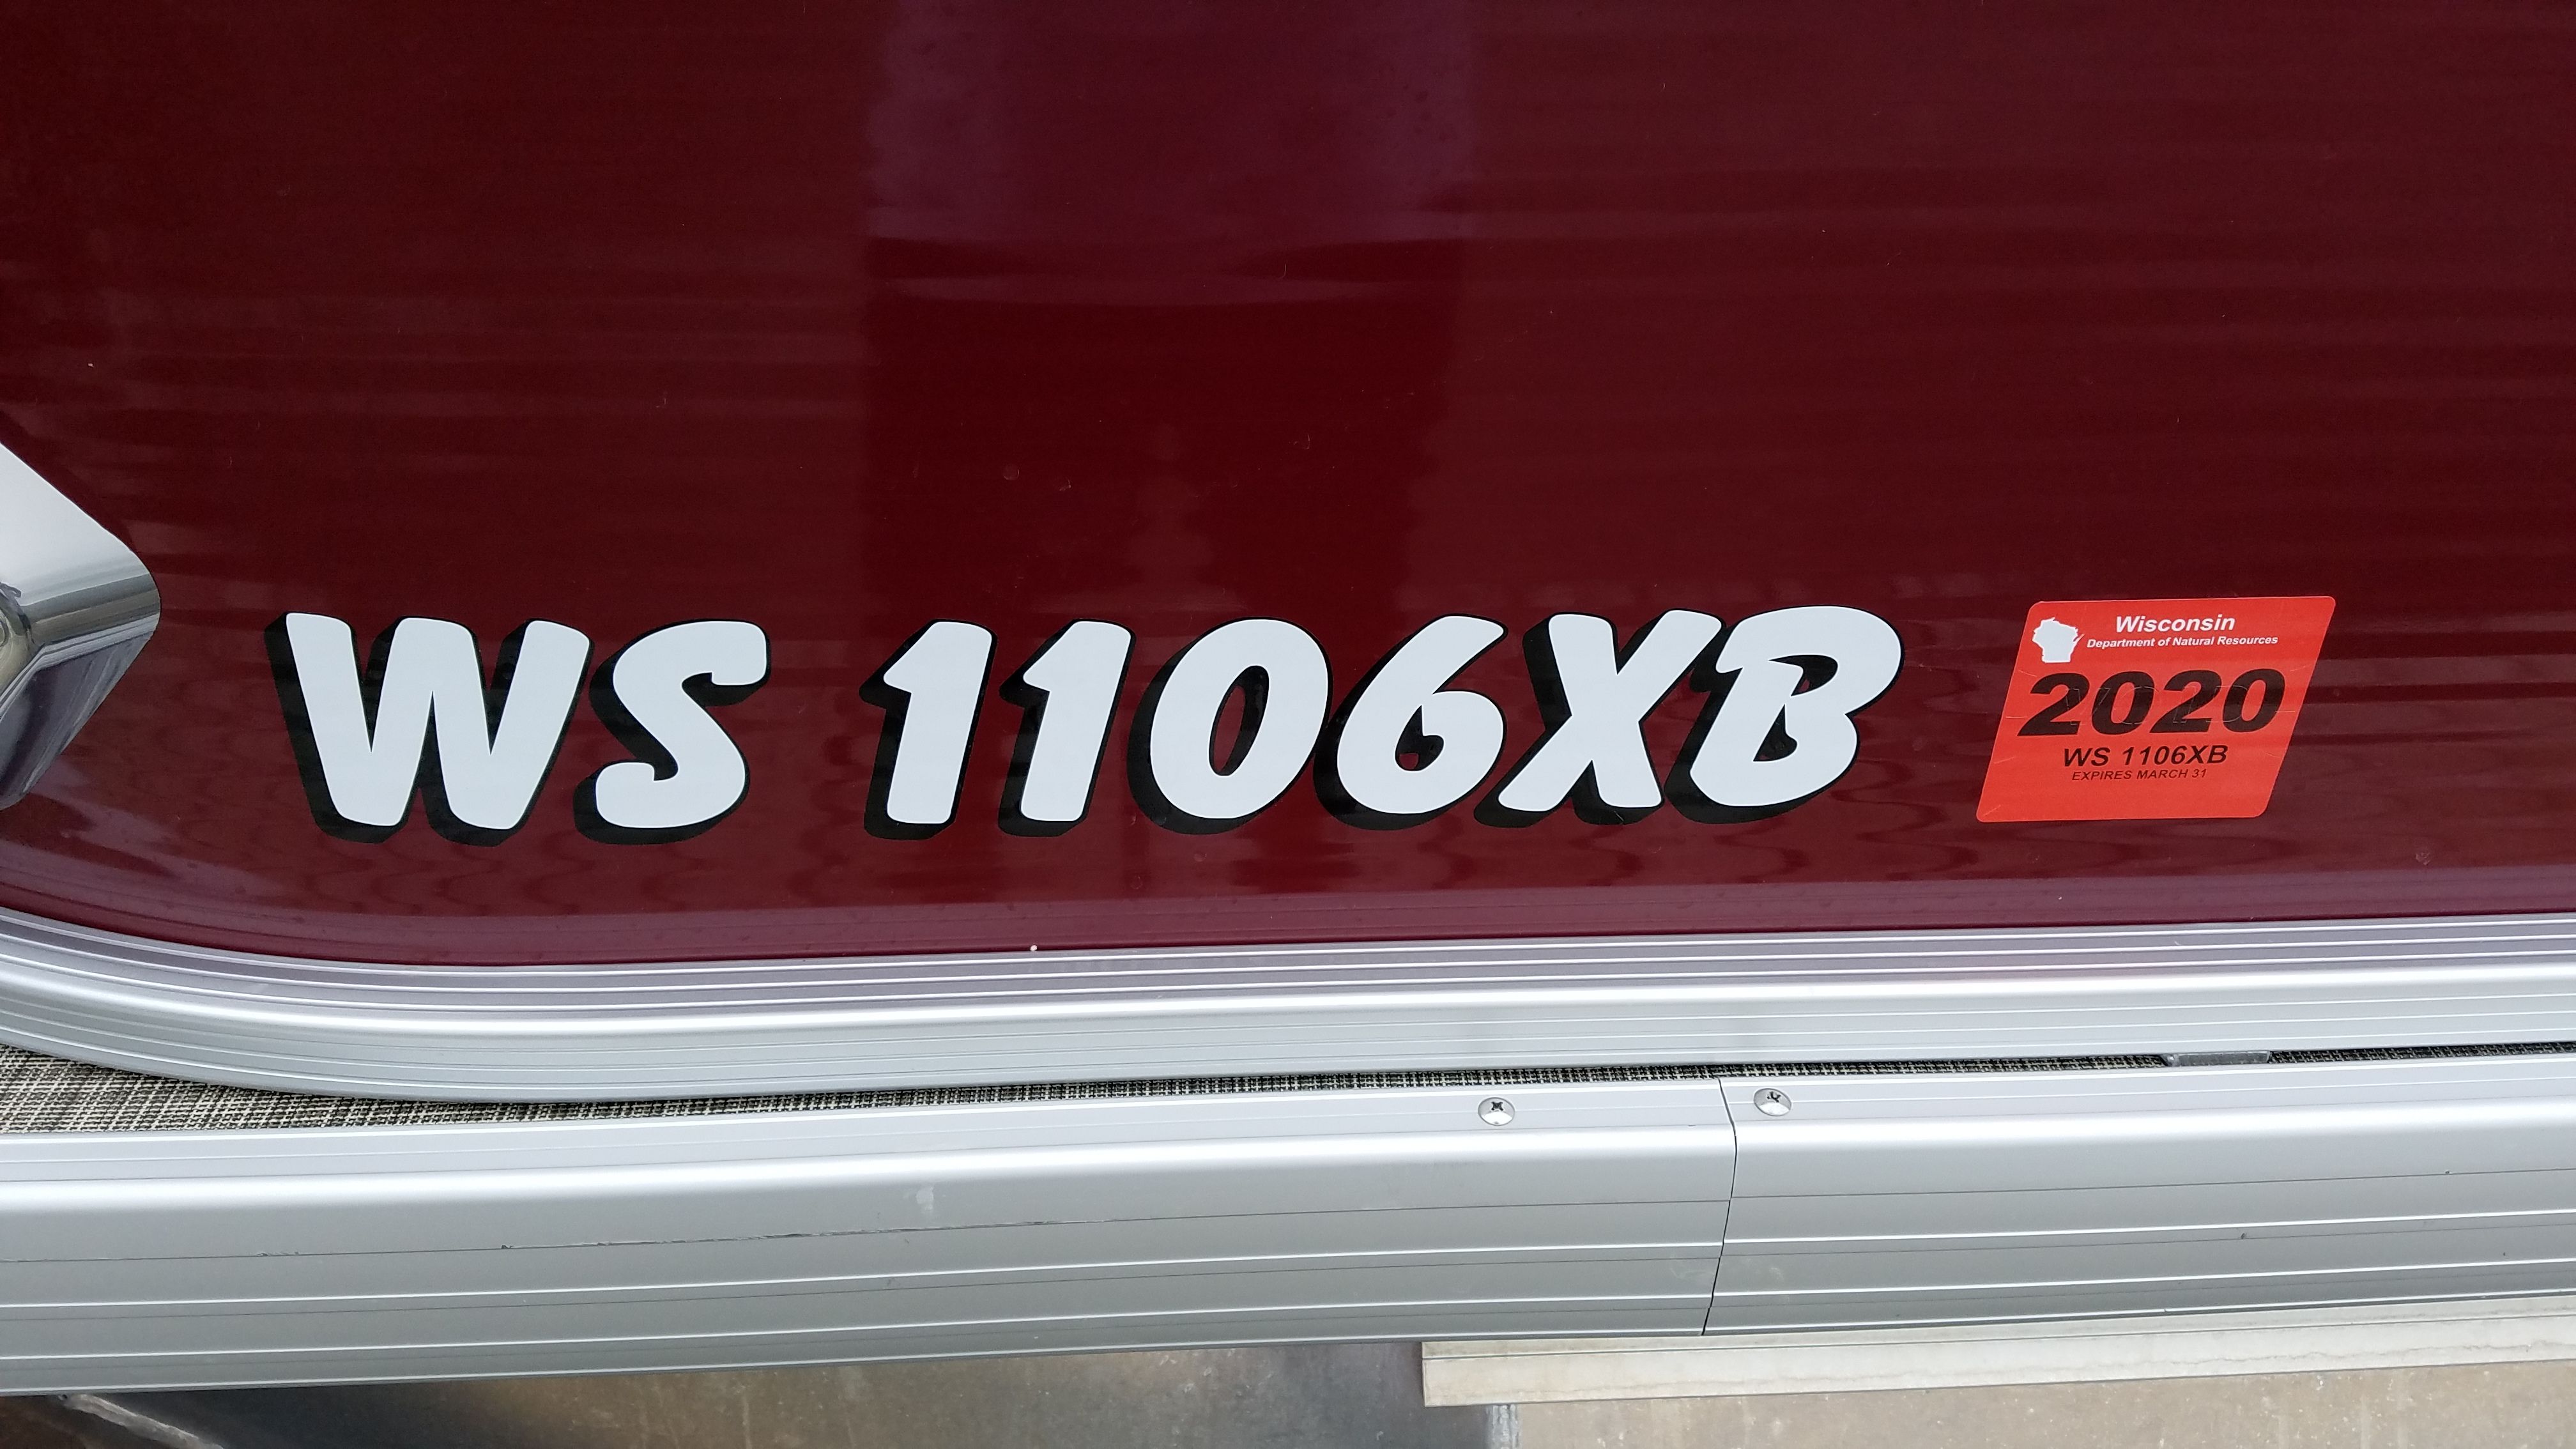 WS 1106XB
Wisconsin
Department of Natural Resources
2020
WS 1106XB
EXPIRES MARCH 31